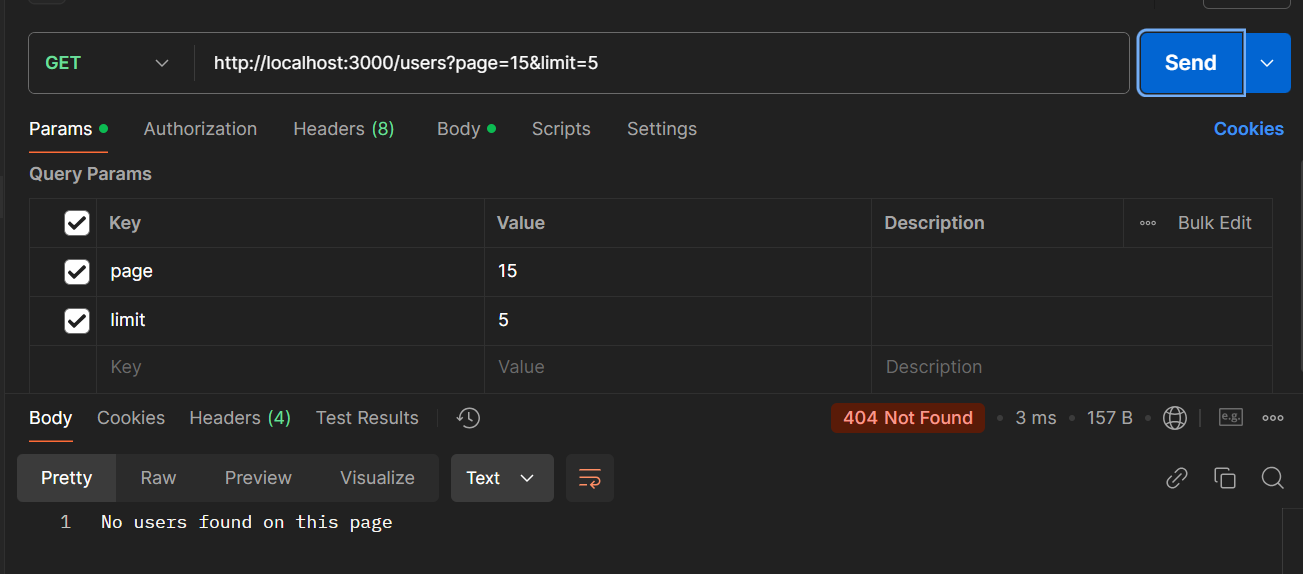 GET http://localhost:3000/users?page=15&limit=5 Send
Params Authorization Headers (8) Body Scripts Settings Cookies
Query Params
Key Value Description Bulk Edit
page 15
limit 5
Key Value Description
Body Cookies Headers (4) Test Results 404 Not Found 3 ms 157 B e.g.
Pretty Raw Preview Visualize Text
1 No users found on this page